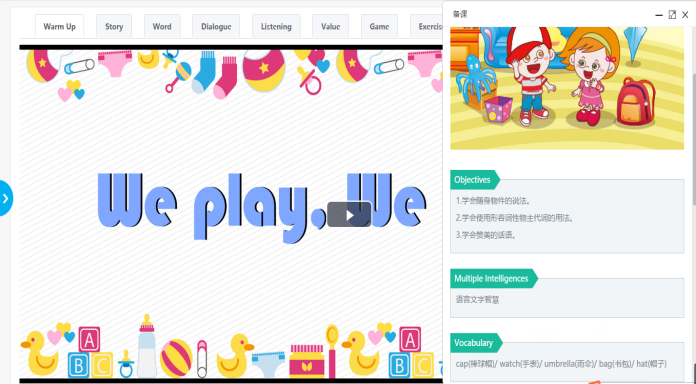 Warm Up
Story
Word
Dialogue
Listening
Value
Game
Exercise
We play, We
A
B
C
A
B
C
备课
Objectives
1.学会随身物件的说法。
2.学会使用形容词性物主代词的用法。
3.学会赞美的话语。
Multiple Intelligences
语言文字智慧
Vocabulary
cap(棒球帽)/ watch(手表)/ umbrella(雨伞)/ bag(书包)/ hat(帽子)